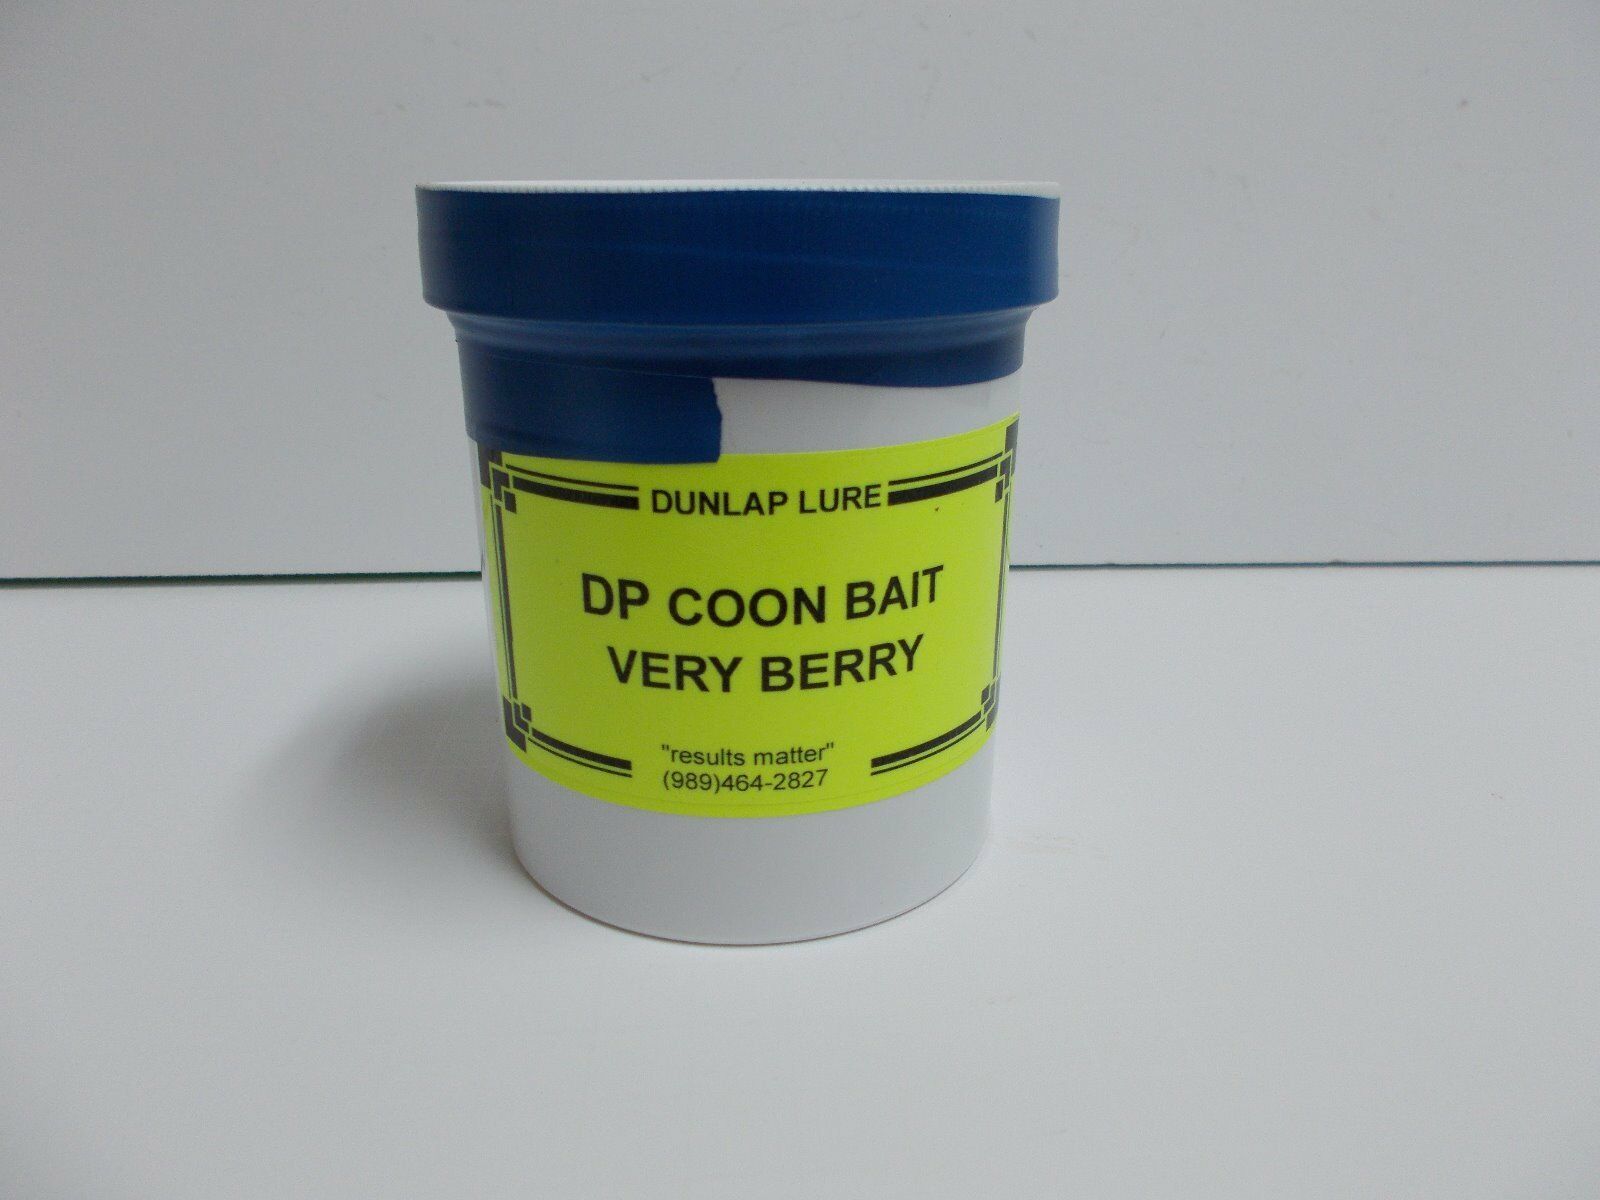 DUNLAP LURE
DP COON BAIT
VERY BERRY
"results matter"
(989)464-2827